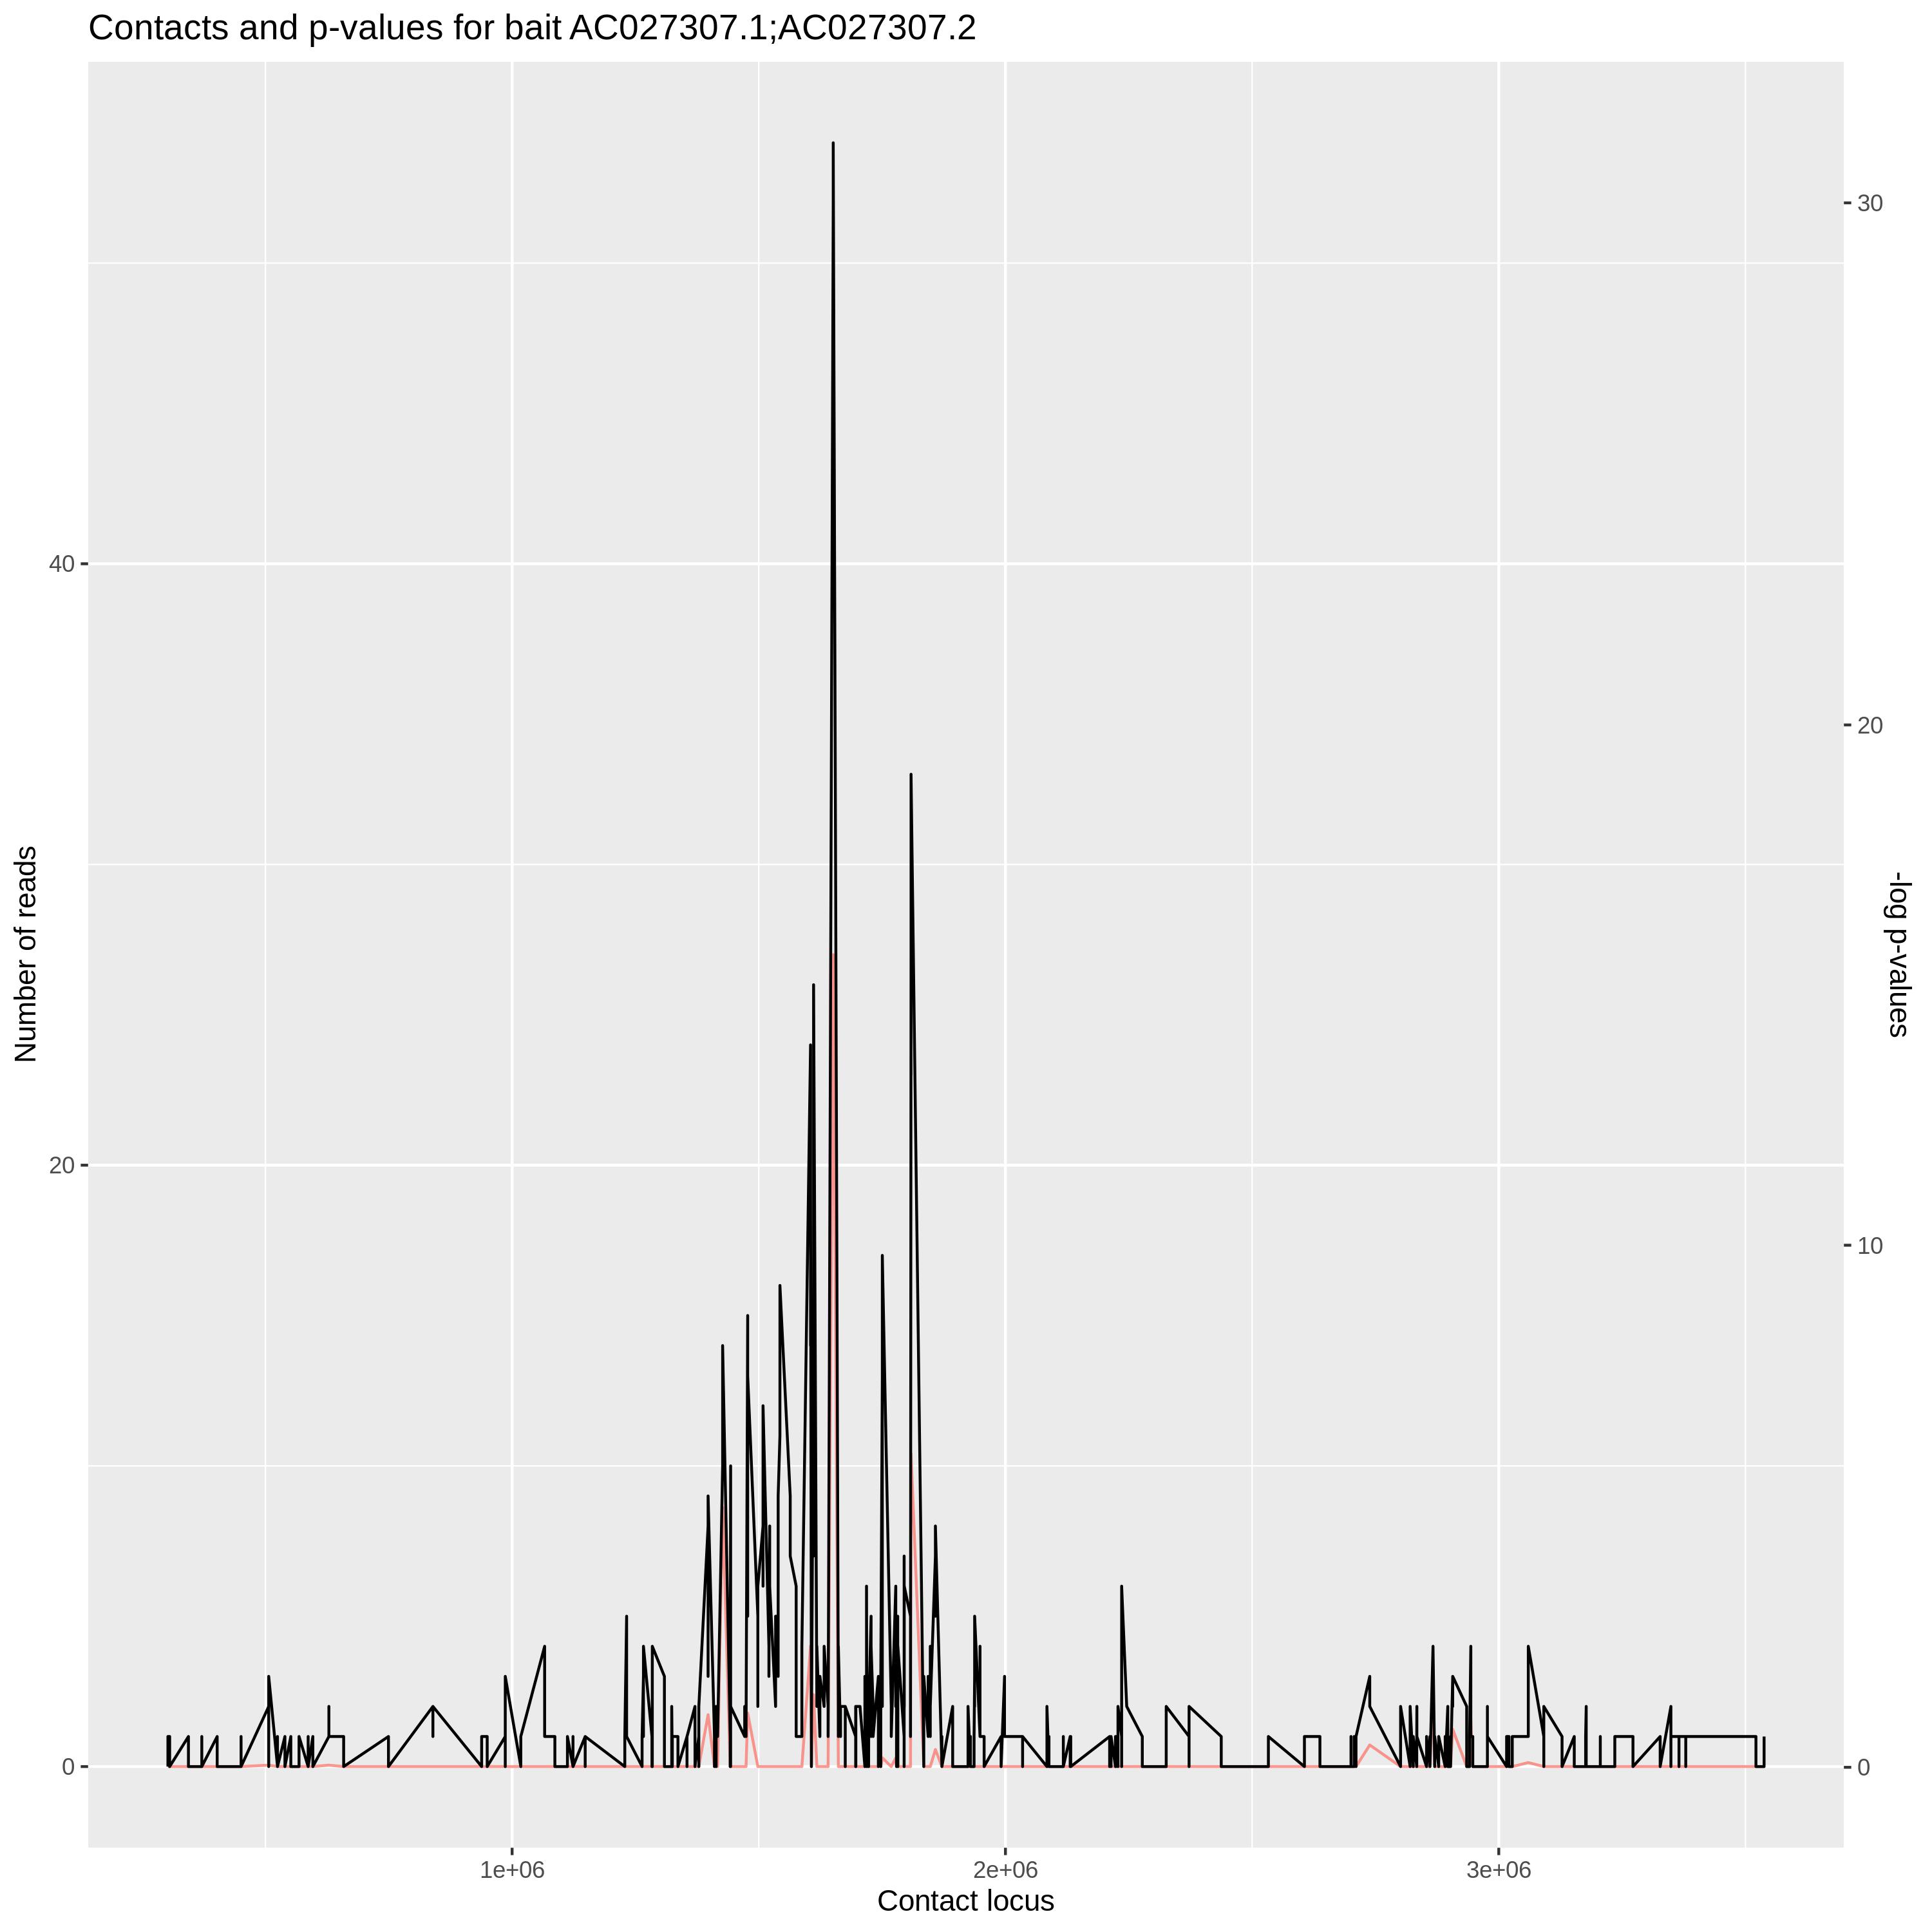 Contacts and p-values for bait AC027307.1;AC027307.2
30
40
20
Number of reads
-log p-values
20
10
0
0
1e+06
2e+06
3e+06
Contact locus